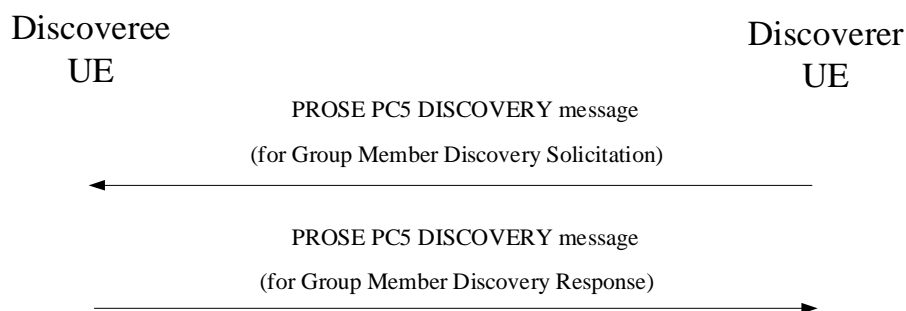 Discoveree
UE
Discoverer
UE
PROSE PC5 DISCOVERY message
(for Group Member Discovery Solicitation)
PROSE PC5 DISCOVERY message
(for Group Member Discovery Response)